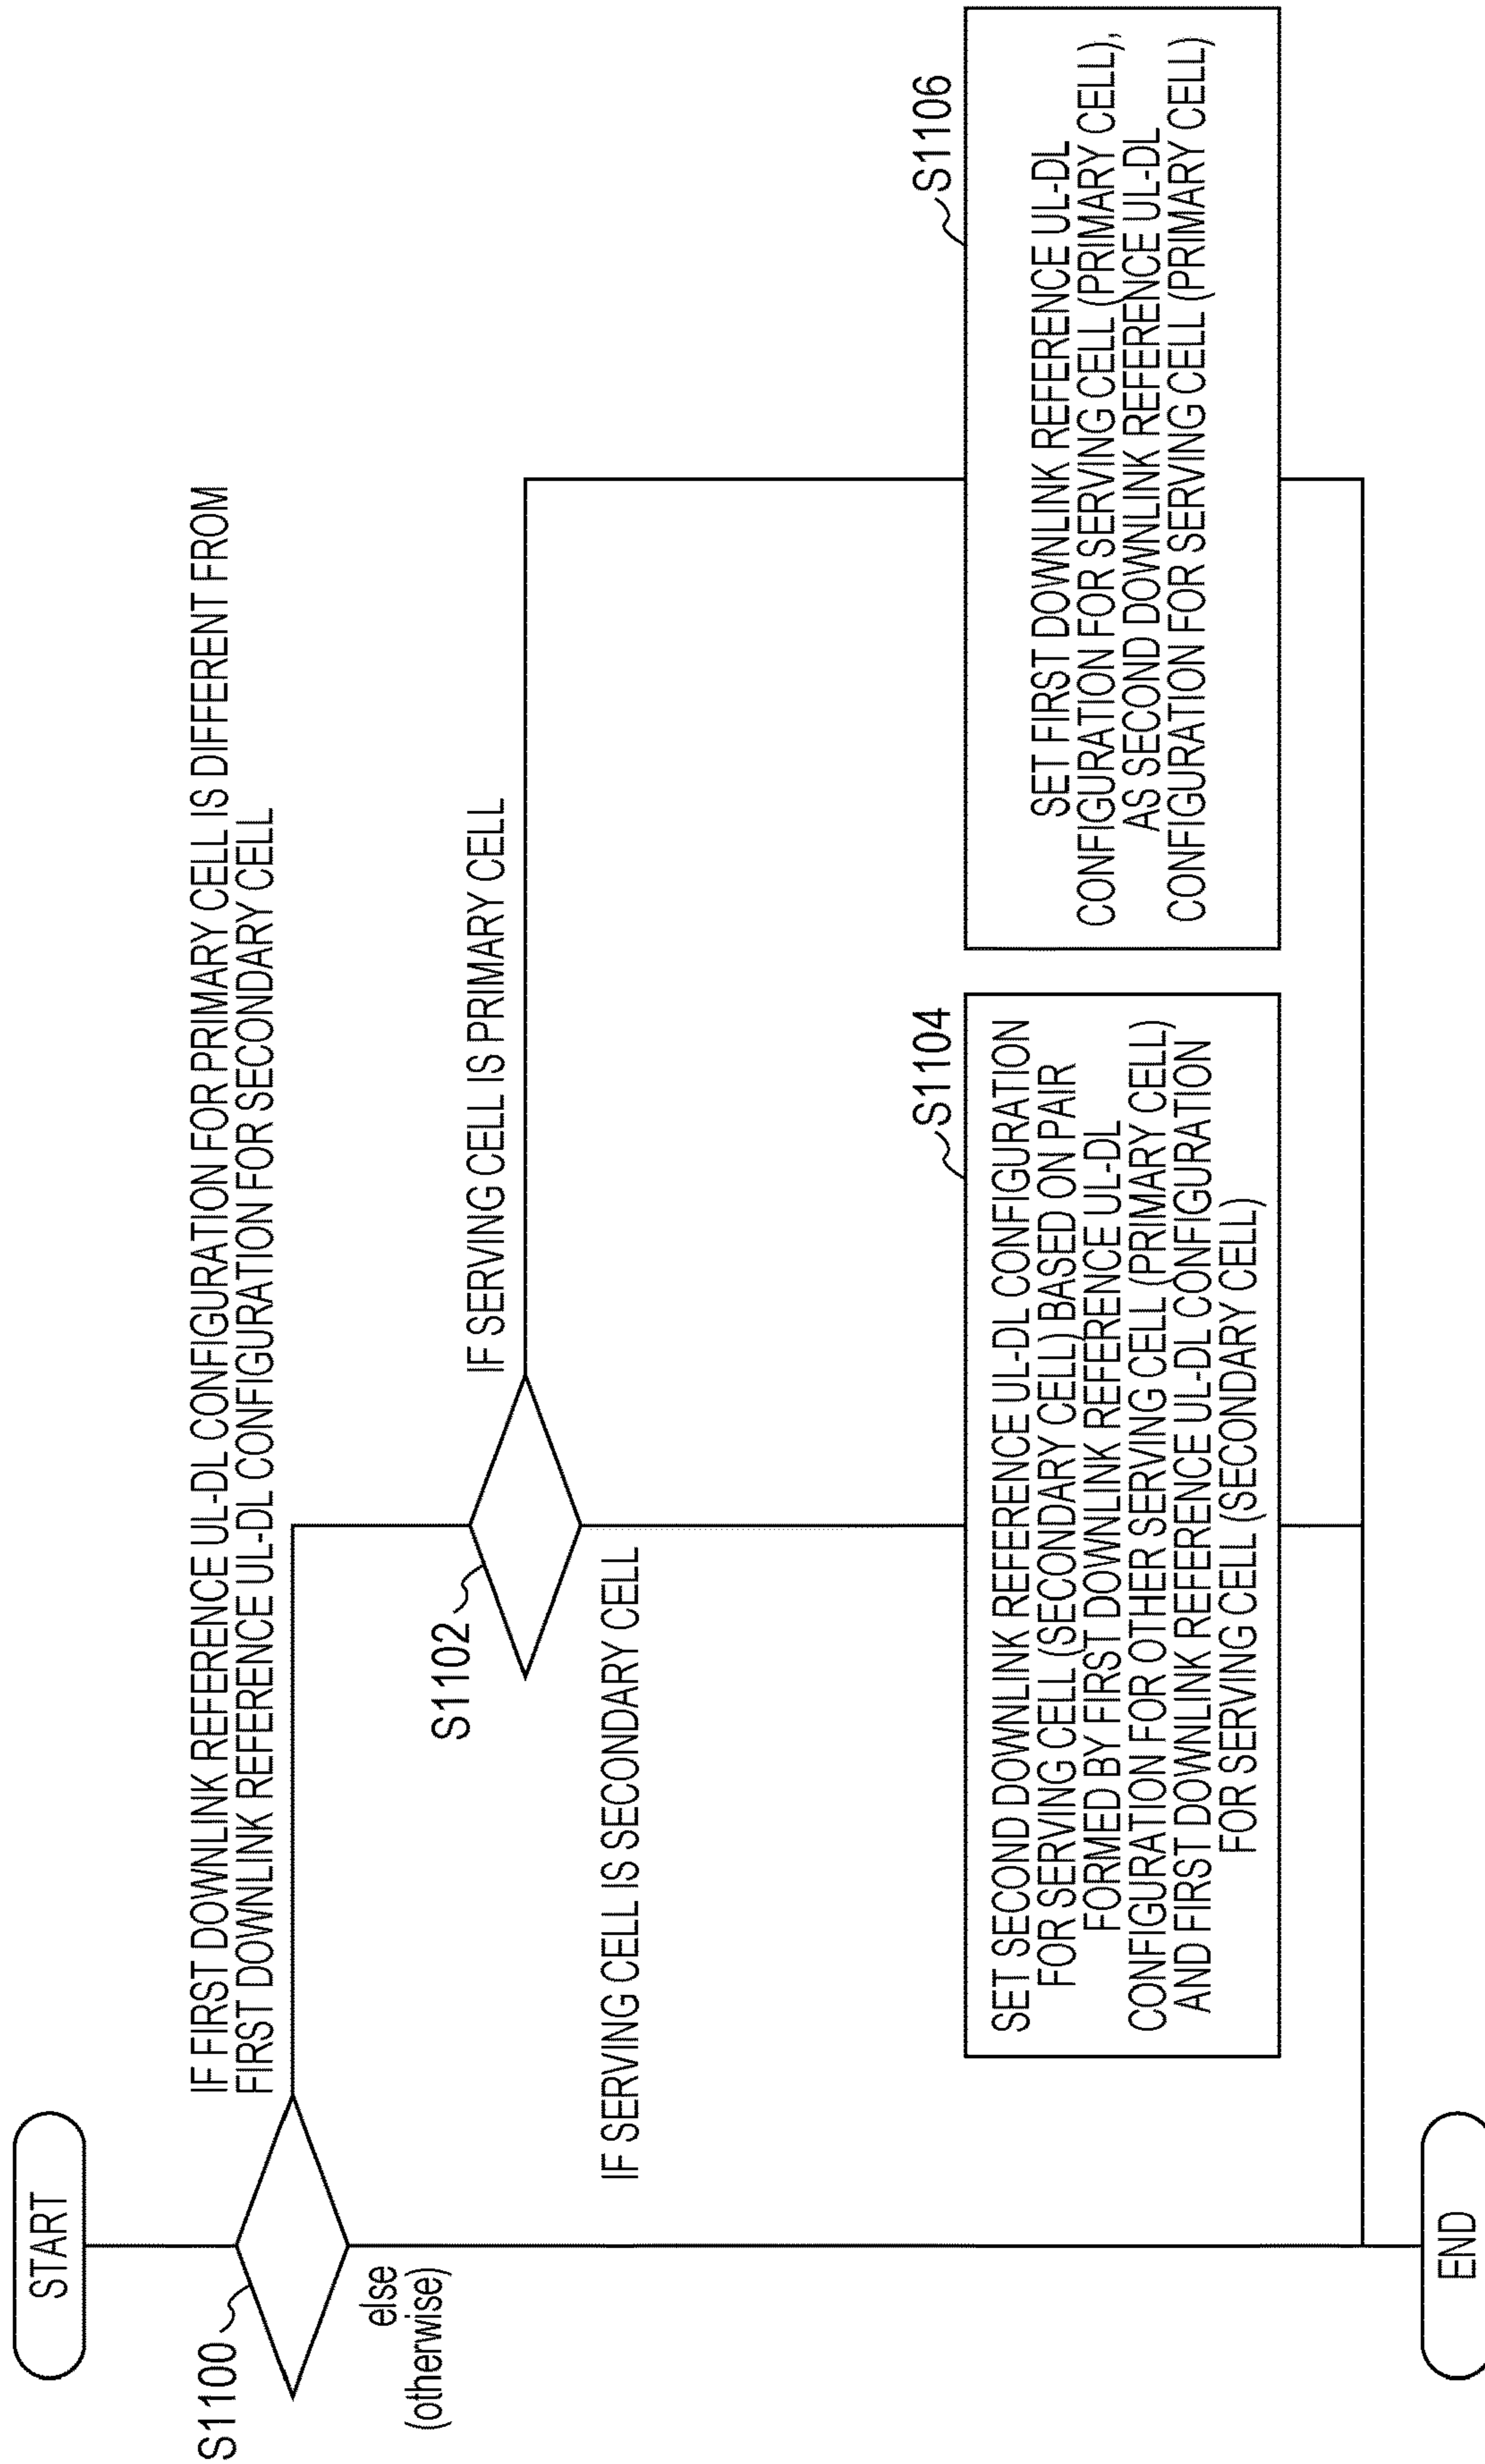 START
S1100
IF FIRST DOWNLINK REFERENCE UL-DL CONFIGURATION FOR PRIMARY CELL IS DIFFERENT FROM
FIRST DOWNLINK REFERENCE UL-DL CONFIGURATION FOR SECONDARY CELL
else
(otherwise)
S1102
IF SERVING CELL IS PRIMARY CELL
IF SERVING CELL IS SECONDARY CELL
S1104
SET SECOND DOWNLINK REFERENCE UL-DL CONFIGURATION
FOR SERVING CELL (SECONDARY CELL) BASED ON PAIR
FORMED BY FIRST DOWNLINK REFERENCE UL-DL
CONFIGURATION FOR OTHER SERVING CELL (PRIMARY CELL)
AND FIRST DOWNLINK REFERENCE UL-DL CONFIGURATION
FOR SERVING CELL (SECONDARY CELL)
S1106
SET FIRST DOWNLINK REFERENCE UL-DL
CONFIGURATION FOR SERVING CELL (PRIMARY CELL),
AS SECOND DOWNLINK REFERENCE UL-DL
CONFIGURATION FOR SERVING CELL (PRIMARY CELL)
END